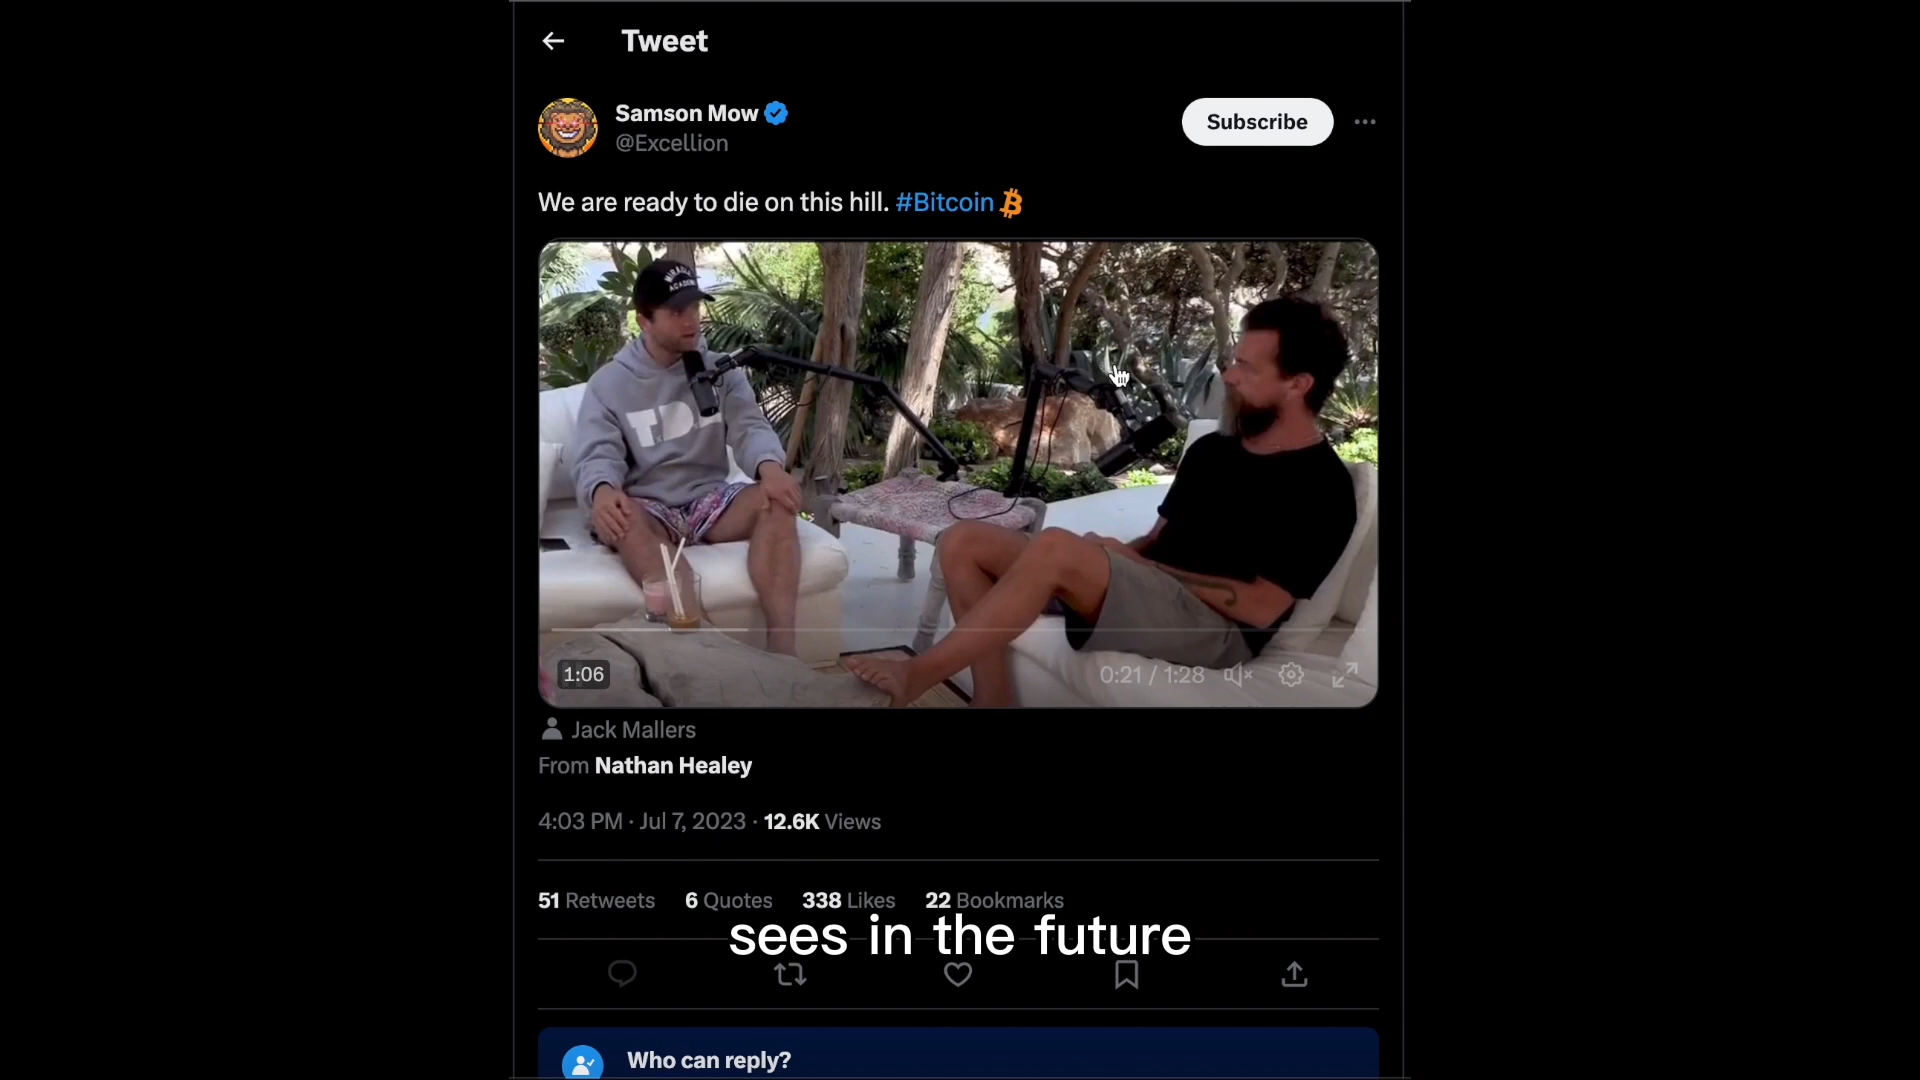 Tweet
Samson Mow
@Excellion
Subscribe
We are ready to die on this hill. #Bitcoin
ACADEMY
1:06
0:21 / 1:28
Jack Mallers
From Nathan Healey
4:03 PM · Jul 7, 2023 · 12.6K Views
51 Retweets 6 Quotes 338 Likes 22 Bookmarks
sees in the future
Who can reply?